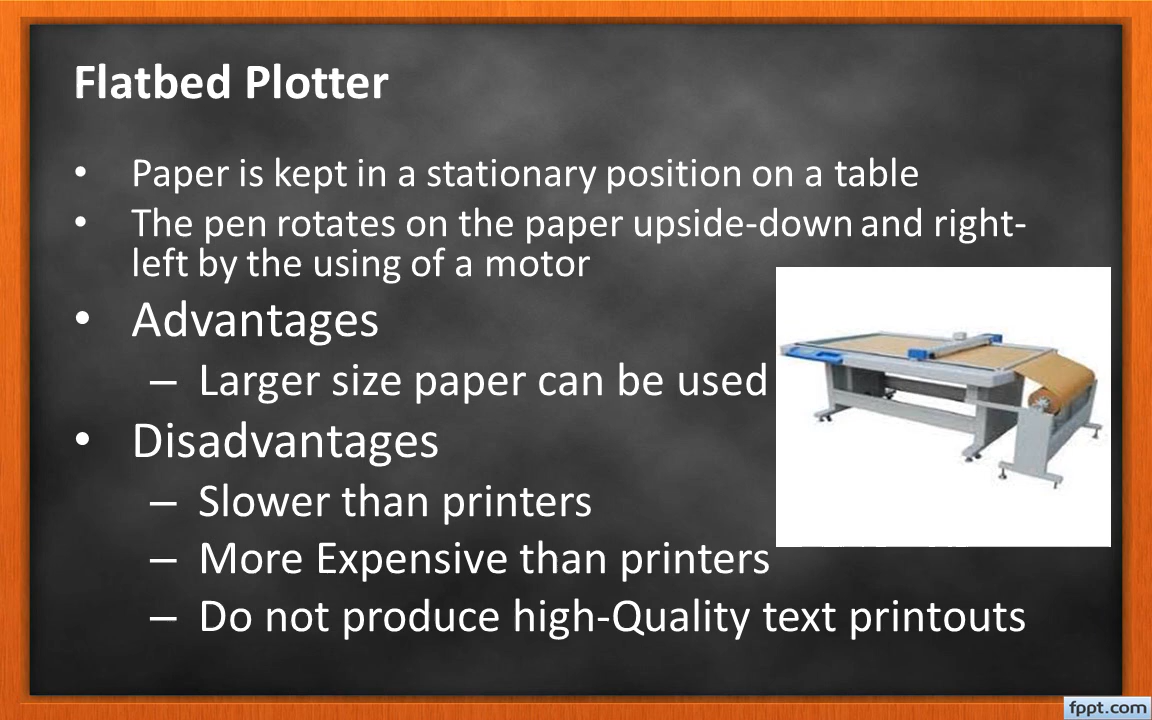 Flatbed Plotter
• Paper is kept in a stationary position on a table
• The pen rotates on the paper upside-down and right-
left by the using of a motor
• Advantages
– Larger size paper can be used
• Disadvantages
– Slower than printers
– More Expensive than printers
– Do not produce high-Quality text printouts
fppt.com